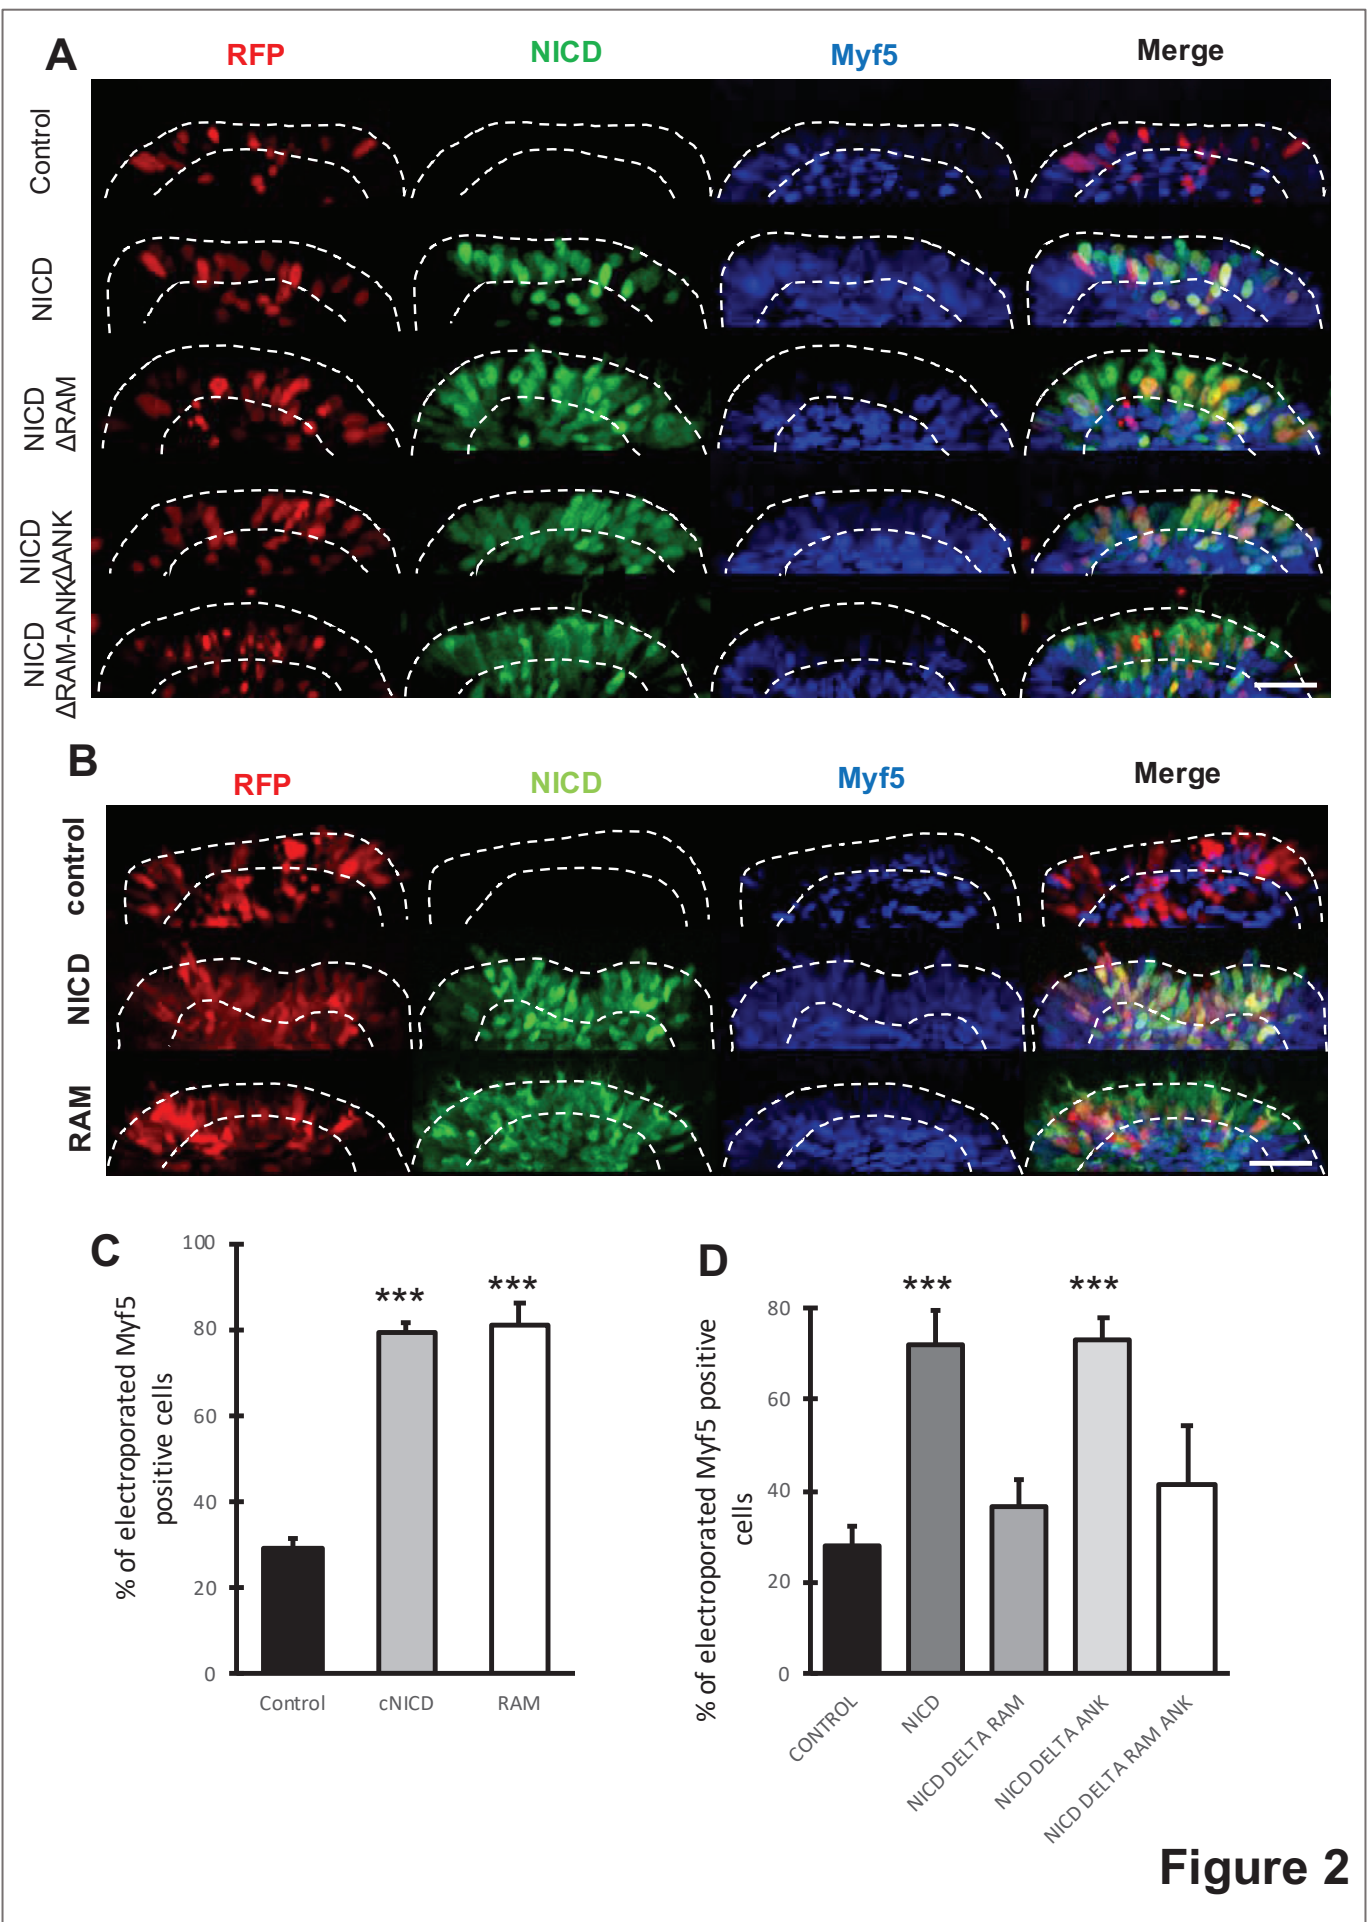 A
RFP NICD Myf5 Merge
Control
NICD
NICD
ΔRAM
NICD
ΔANK
NICD
ΔRAM-ANK
B
RFP NICD Myf5 Merge
control
NICD
RAM
C
% of electroporated Myf5
positive cells
100
80
60
40
20
0
*** ***
Control cNICD RAM
D
% of electroporated Myf5 positive
cells
80
60
40
20
0
*** ***
CONTROL
NICD
NICD DELTA RAM
NICD DELTA ANK
NICD DELTA RAM ANK
Figure 2